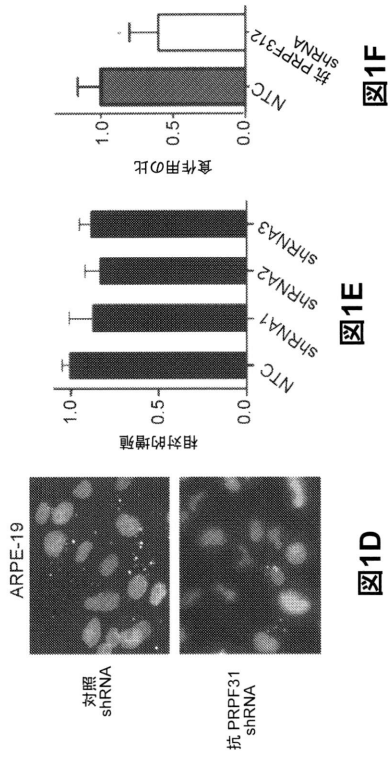 ARPE-19
対照
shRNA
抗 PRPF31
shRNA
図1D
相対的増殖
1.0
0.5
0.0
NTC
shRNA1
shRNA2
shRNA3
図1E
食作用の比
1.0
0.5
0.0
NTC
抗 PRPF312
shRNA
図1F